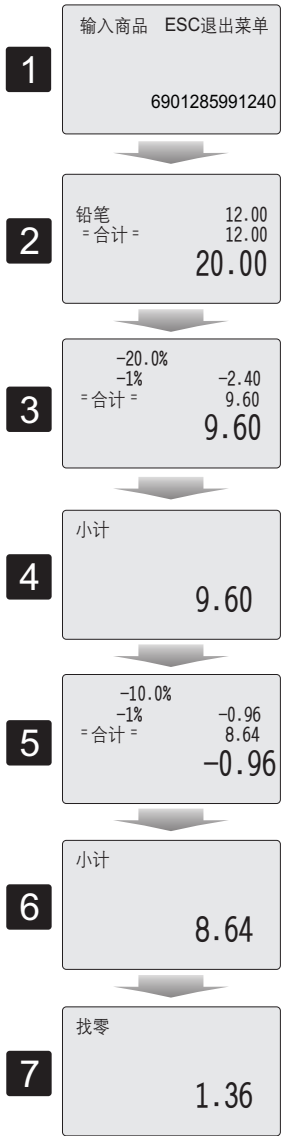 1
输入商品 ESC退出菜单
6901285991240
2
铅笔 12.00
=合计= 12.00
20.00
3
-20.0%
-1% -2.40
=合计= 9.60
9.60
4
小计
9.60
5
-10.0%
-1% -0.96
=合计= 8.64
-0.96
6
小计
8.64
7
找零
1.36